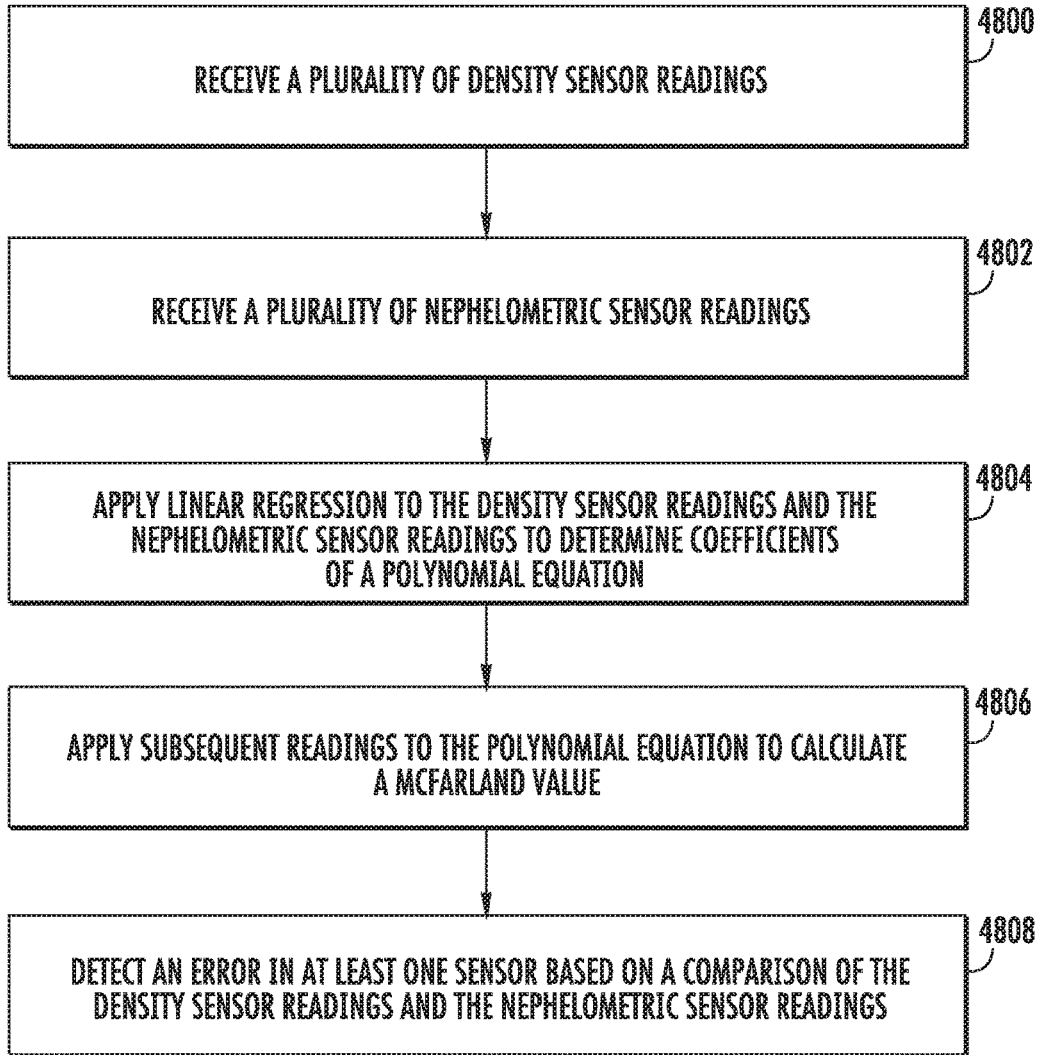 4800
RECEIVE A PLURALITY OF DENSITY SENSOR READINGS
4802
RECEIVE A PLURALITY OF NEPHELOMETRIC SENSOR READINGS
4804
APPLY LINEAR REGRESSION TO THE DENSITY SENSOR READINGS AND THE
NEPHELOMETRIC SENSOR READINGS TO DETERMINE COEFFICIENTS
OF A POLYNOMIAL EQUATION
4806
APPLY SUBSEQUENT READINGS TO THE POLYNOMIAL EQUATION TO CALCULATE
A MCFARLAND VALUE
4808
DETECT AN ERROR IN AT LEAST ONE SENSOR BASED ON A COMPARISON OF THE
DENSITY SENSOR READINGS AND THE NEPHELOMETRIC SENSOR READINGS